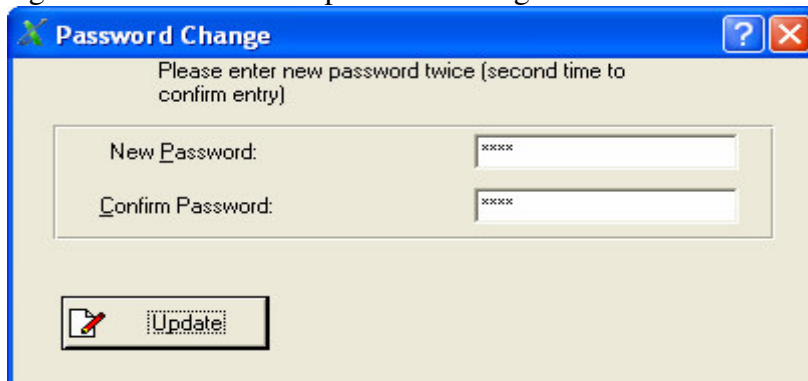 Password Change
Please enter new password twice (second time to
confirm entry)
New Password: ****
Confirm Password: ****
Update